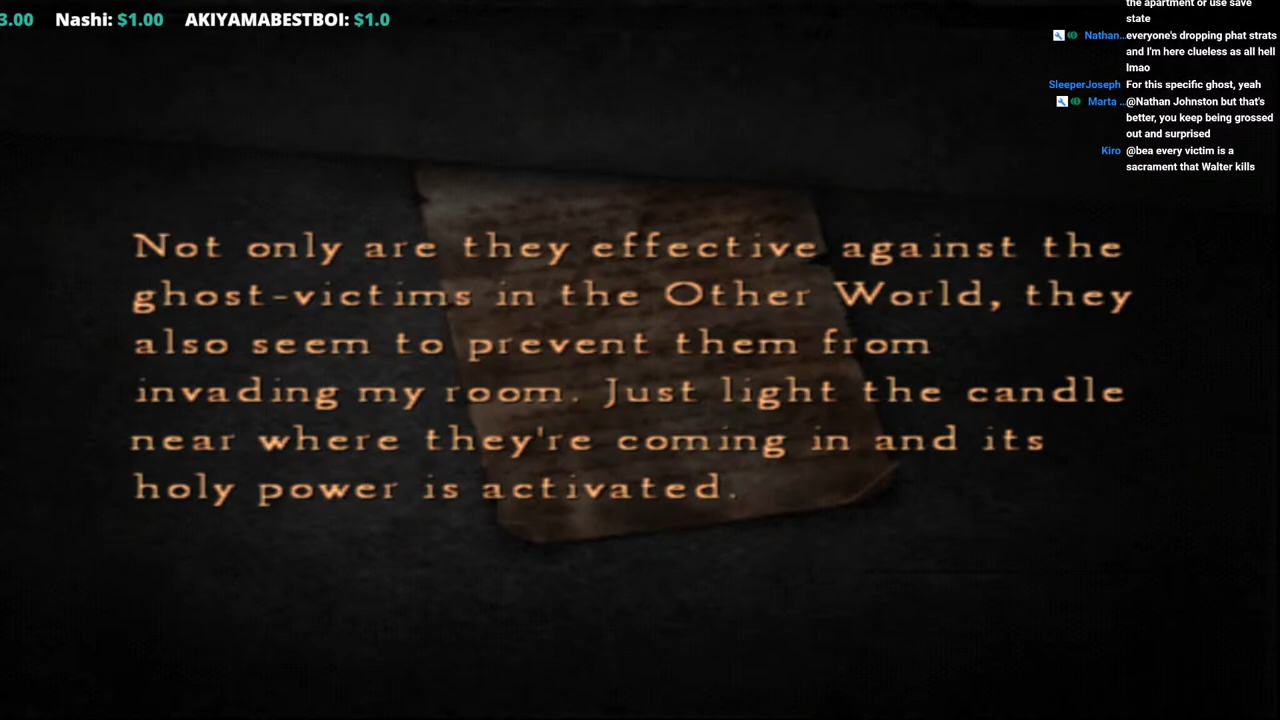 3.00 Nashi: $1.00 AKIYAMABESTBOI: $1.0
the apartment or use save
state
Nathan.. everyone's dropping phat strats
and I'm here clueless as all hell
lmao
SleeperJoseph For this specific ghost, yeah
Marta .. @Nathan Johnston but that's
better, you keep being grossed
out and surprised
Kiro @bea every victim is a
sacrament that Walter kills
Not only are they effective against the
ghost-victims in the Other World, they
also seem to prevent them from
invading my room. Just light the candle
near where they're coming in and its
holy power is activated.